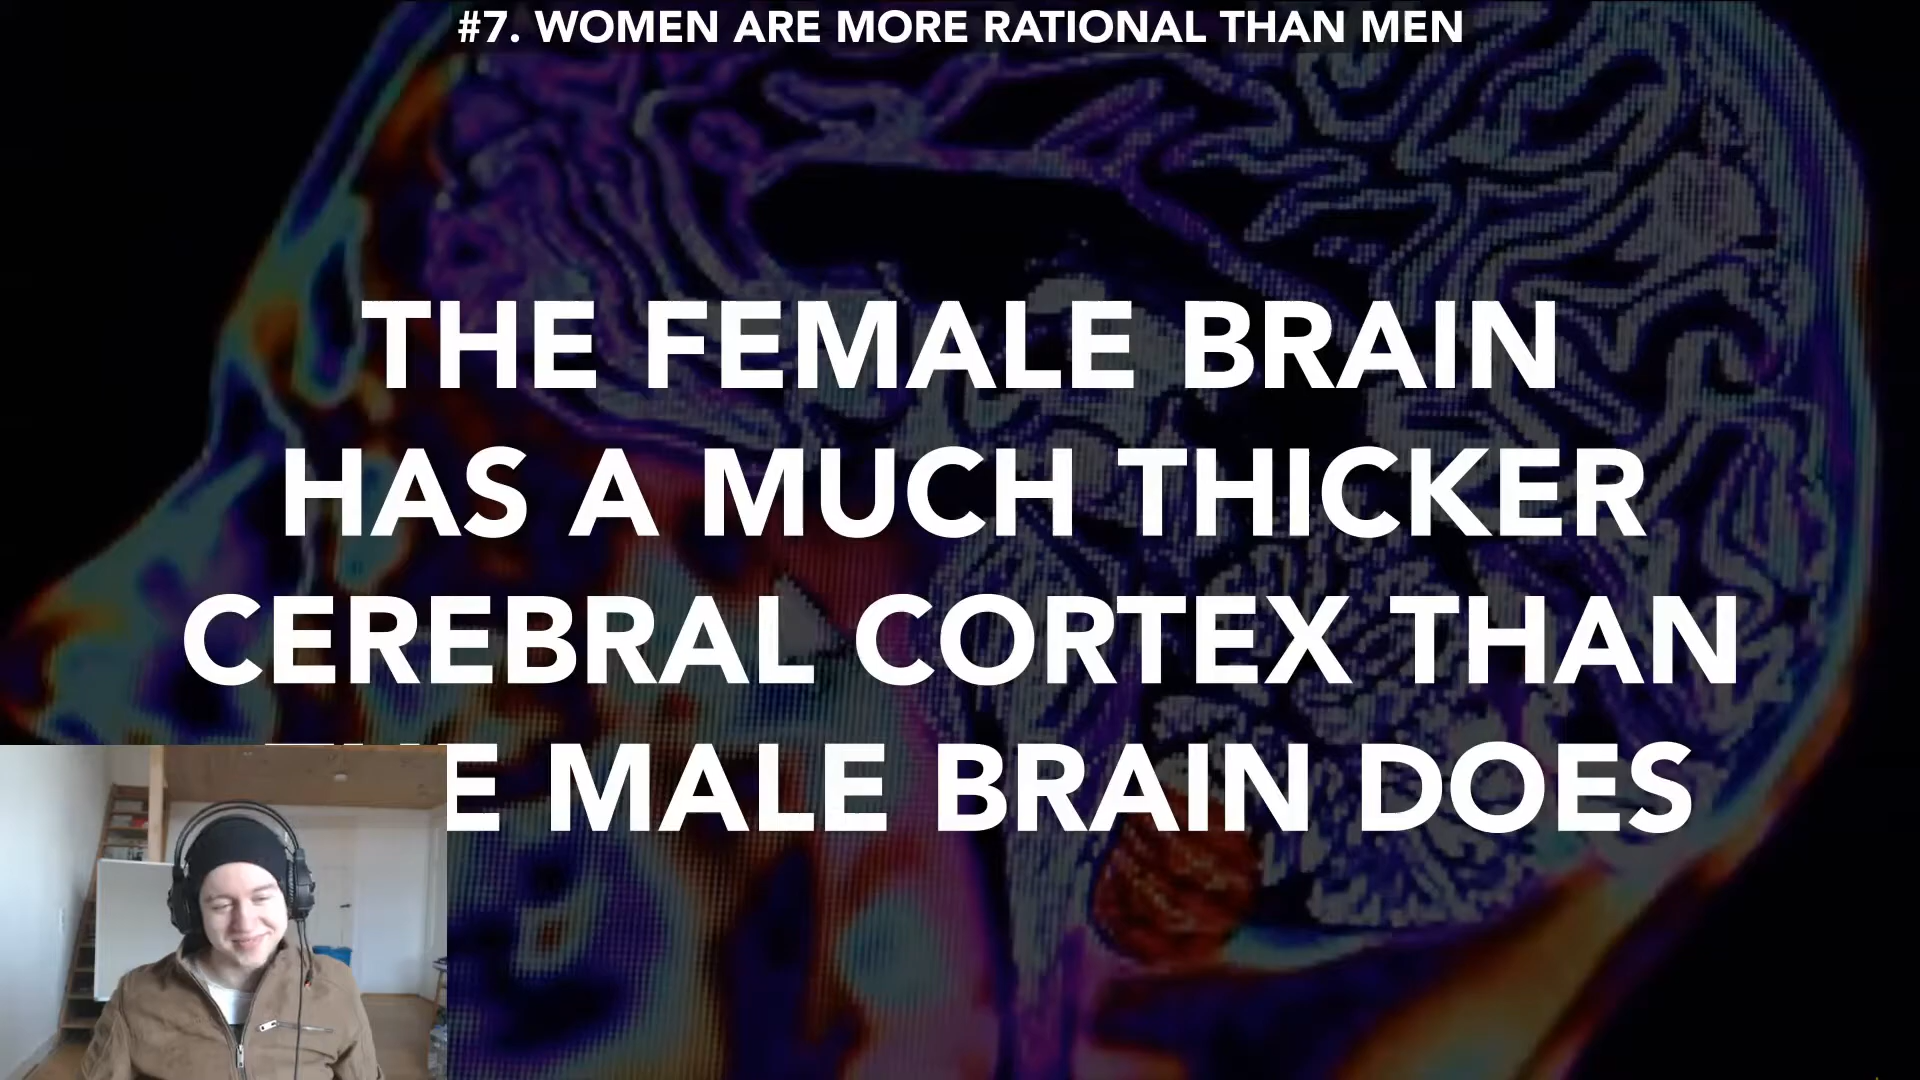 #7. WOMEN ARE MORE RATIONAL THAN MEN
THE FEMALE BRAIN
HAS A MUCH THICKER
CEREBRAL CORTEX THAN
MALE BRAIN DOES